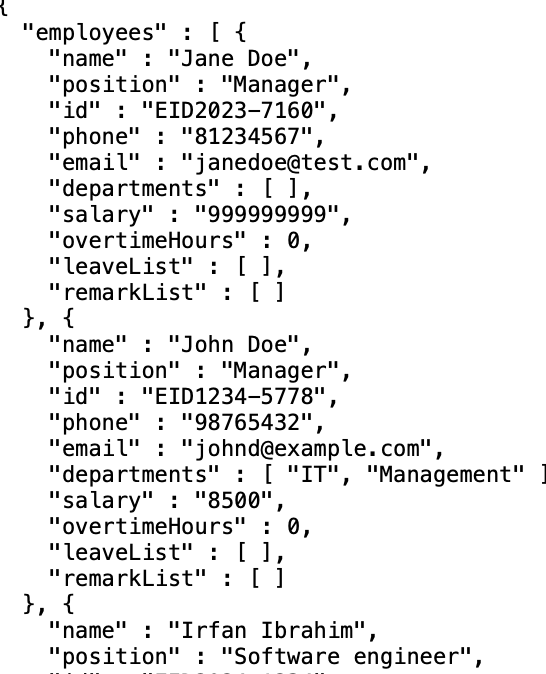 {
"employees" : [ {
"name" : "Jane Doe",
"position" : "Manager",
"id" : "EID2023-7160",
"phone" : "81234567",
"email" : "janedoe@test.com",
"departments" : [ ],
"salary" : "999999999",
"overtimeHours" : 0,
"leaveList" : [ ],
"remarkList" : [ ]
}, {
"name" : "John Doe",
"position" : "Manager",
"id" : "EID1234-5778",
"phone" : "98765432",
"email" : "johnd@example.com",
"departments" : [ "IT", "Management" ]
"salary" : "8500",
"overtimeHours" : 0,
"leaveList" : [ ],
"remarkList" : [ ]
}, {
"name" : "Irfan Ibrahim",
"position" : "Software engineer",